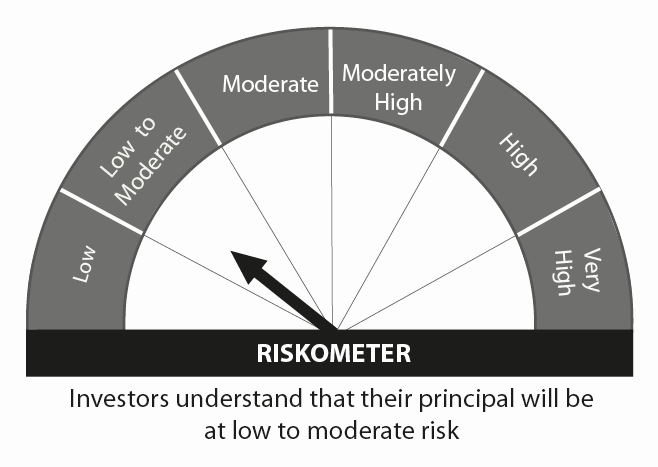 Low
Low to
Moderate
Moderate
Moderately
High
High
Very
High
RISKOMETER
Investors understand that their principal will be
at low to moderate risk